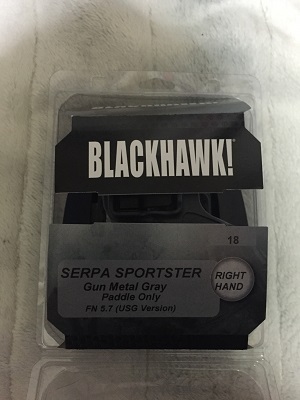 BLACKHAWK!
18
SERPA SPORTSTER
Gun Metal Gray
Paddle Only
FN 5.7 (USG Version)
RIGHT
HAND